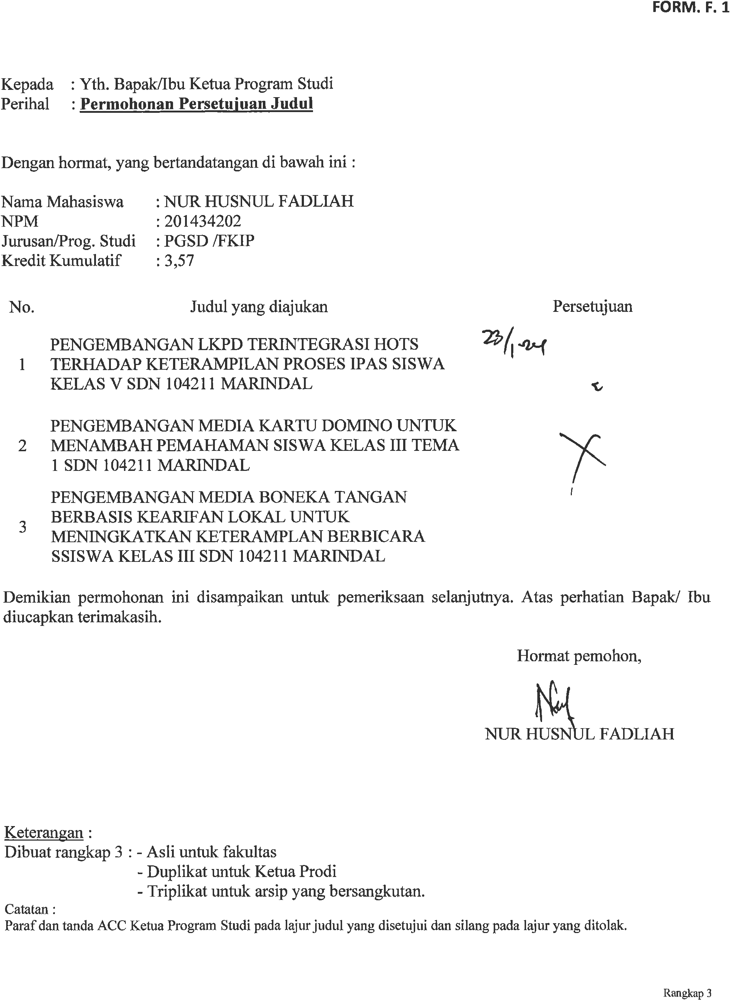 FORM. F. 1
Kepada : Yth. Bapak/Ibu Ketua Program Studi
Perihal : Permohonan Persetujuan Judul
Dengan hormat, yang bertandatangan di bawah ini :
Nama Mahasiswa : NUR HUSNUL FADLIAH
NPM : 201434202
Jurusan/Prog. Studi : PGSD /FKIP
Kredit Kumulatif : 3,57
No. Judul yang diajukan Persetujuan
PENGEMBANGAN LKPD TERINTEGRASI HOTS
1 TERHADAP KETERAMPILAN PROSES IPAS SISWA
KELAS V SDN 104211 MARINDAL
PENGEMBANGAN MEDIA KARTU DOMINO UNTUK
2 MENAMBAH PEMAHAMAN SISWA KELAS III TEMA
1 SDN 104211 MARINDAL
PENGEMBANGAN MEDIA BONEKA TANGAN
BERBASIS KEARIFAN LOKAL UNTUK
3
MENINGKATKAN KETERAMPLAN BERBICARA
SSISWA KELAS III SDN 104211 MARINDAL
Demikian permohonan ini disampaikan untuk pemeriksaan selanjutnya. Atas perhatian Bapak/ Ibu
diucapkan terimakasih.
Hormat pemohon,
NUR HUSNUL FADLIAH
Keterangan :
Dibuat rangkap 3 : - Asli untuk fakultas
- Duplikat untuk Ketua Prodi
- Triplikat untuk arsip yang bersangkutan.
Catatan :
Paraf dan tanda ACC Ketua Program Studi pada lajur judul yang disetujui dan silang pada lajur yang ditolak.
Rangkap 3